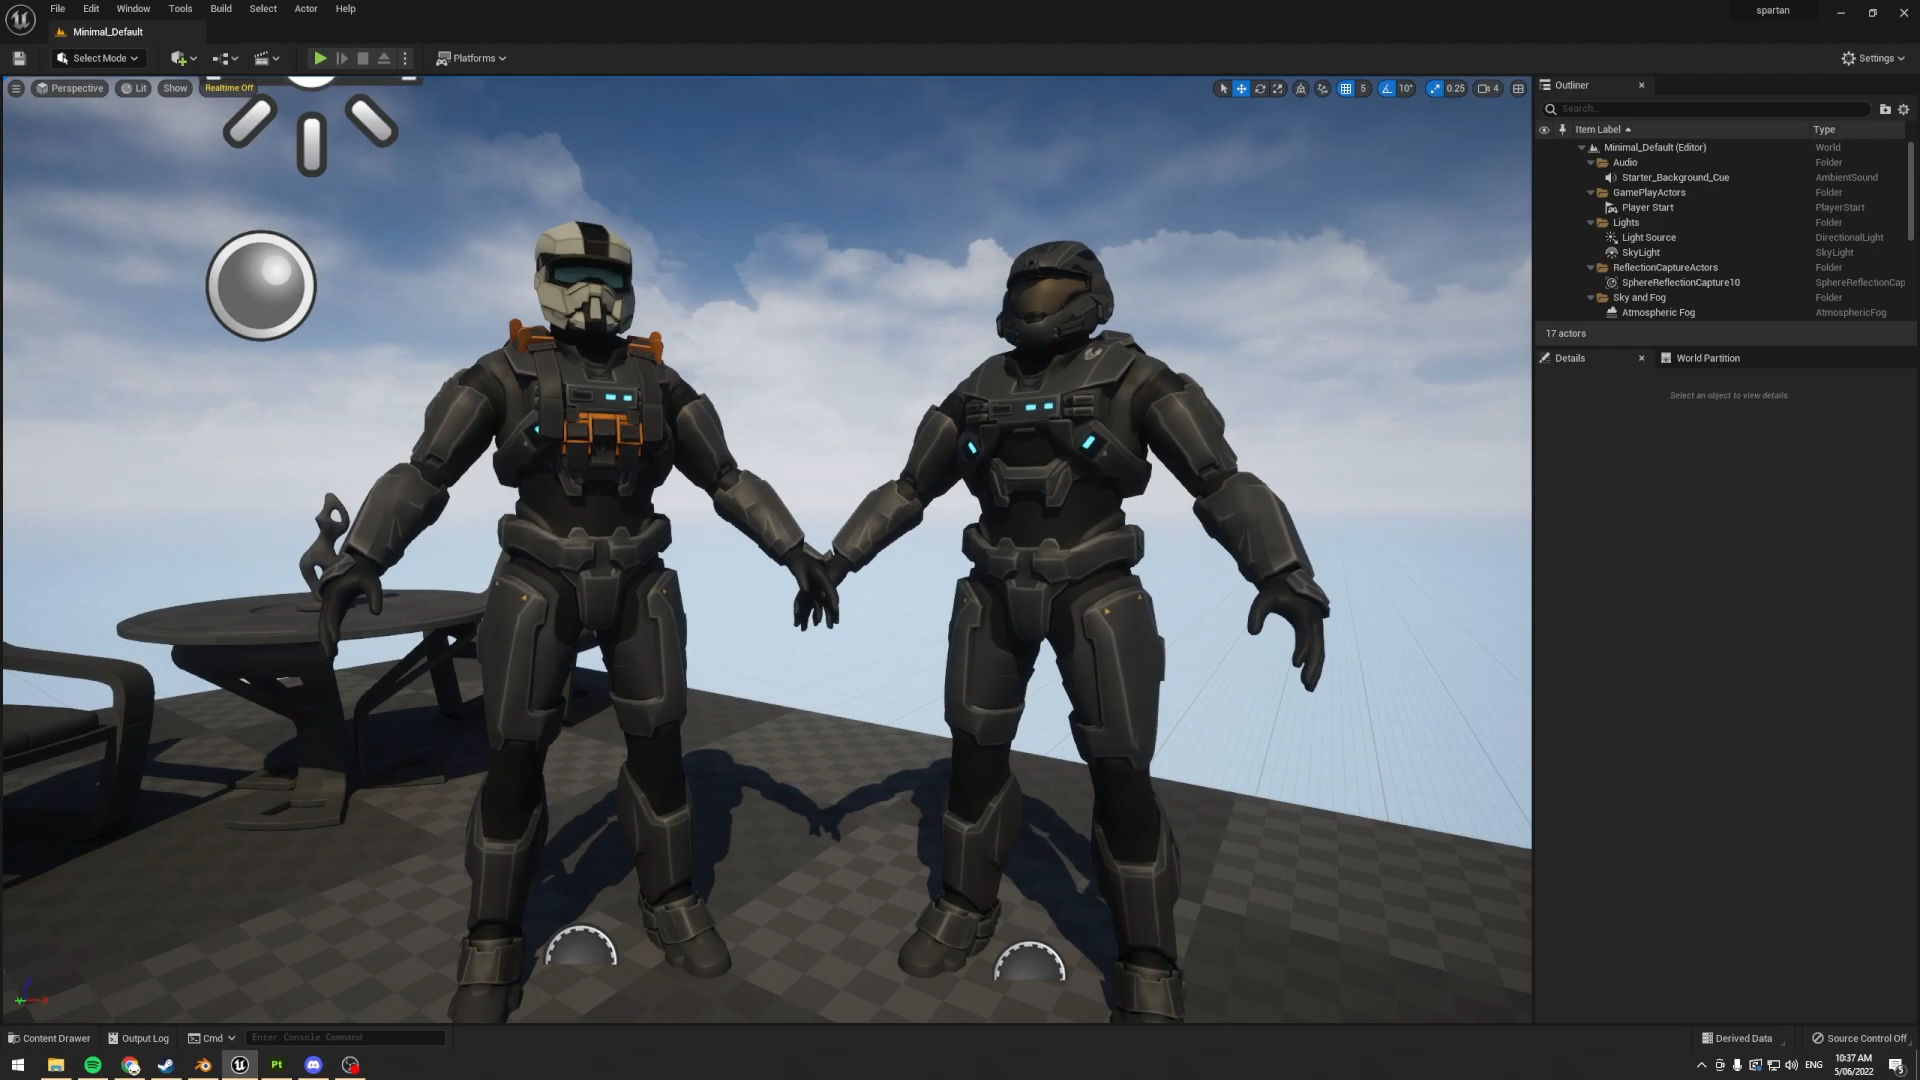 File Edit Window Tools Build Select Actor Help
spartan
Minimal_Default
Select Mode
Platforms
Settings
Perspective
Lit
Show
Realtime Off
5
10°
0.25
4
Outliner
Search...
Item Label
Type
Minimal_Default (Editor) World
Audio Folder
Starter_Background_Cue AmbientSound
GamePlayActors Folder
Player Start PlayerStart
Lights Folder
Light Source DirectionalLight
SkyLight SkyLight
ReflectionCaptureActors Folder
SphereReflectionCapture10 SphereReflectionCap
Sky and Fog Folder
Atmospheric Fog AtmosphericFog
17 actors
Details
World Partition
Select an object to view details.
Content Drawer
Output Log
Cmd
Enter Console Command
Derived Data
Source Control Off
Pt
ENG
10:37 AM
5/06/2022
5